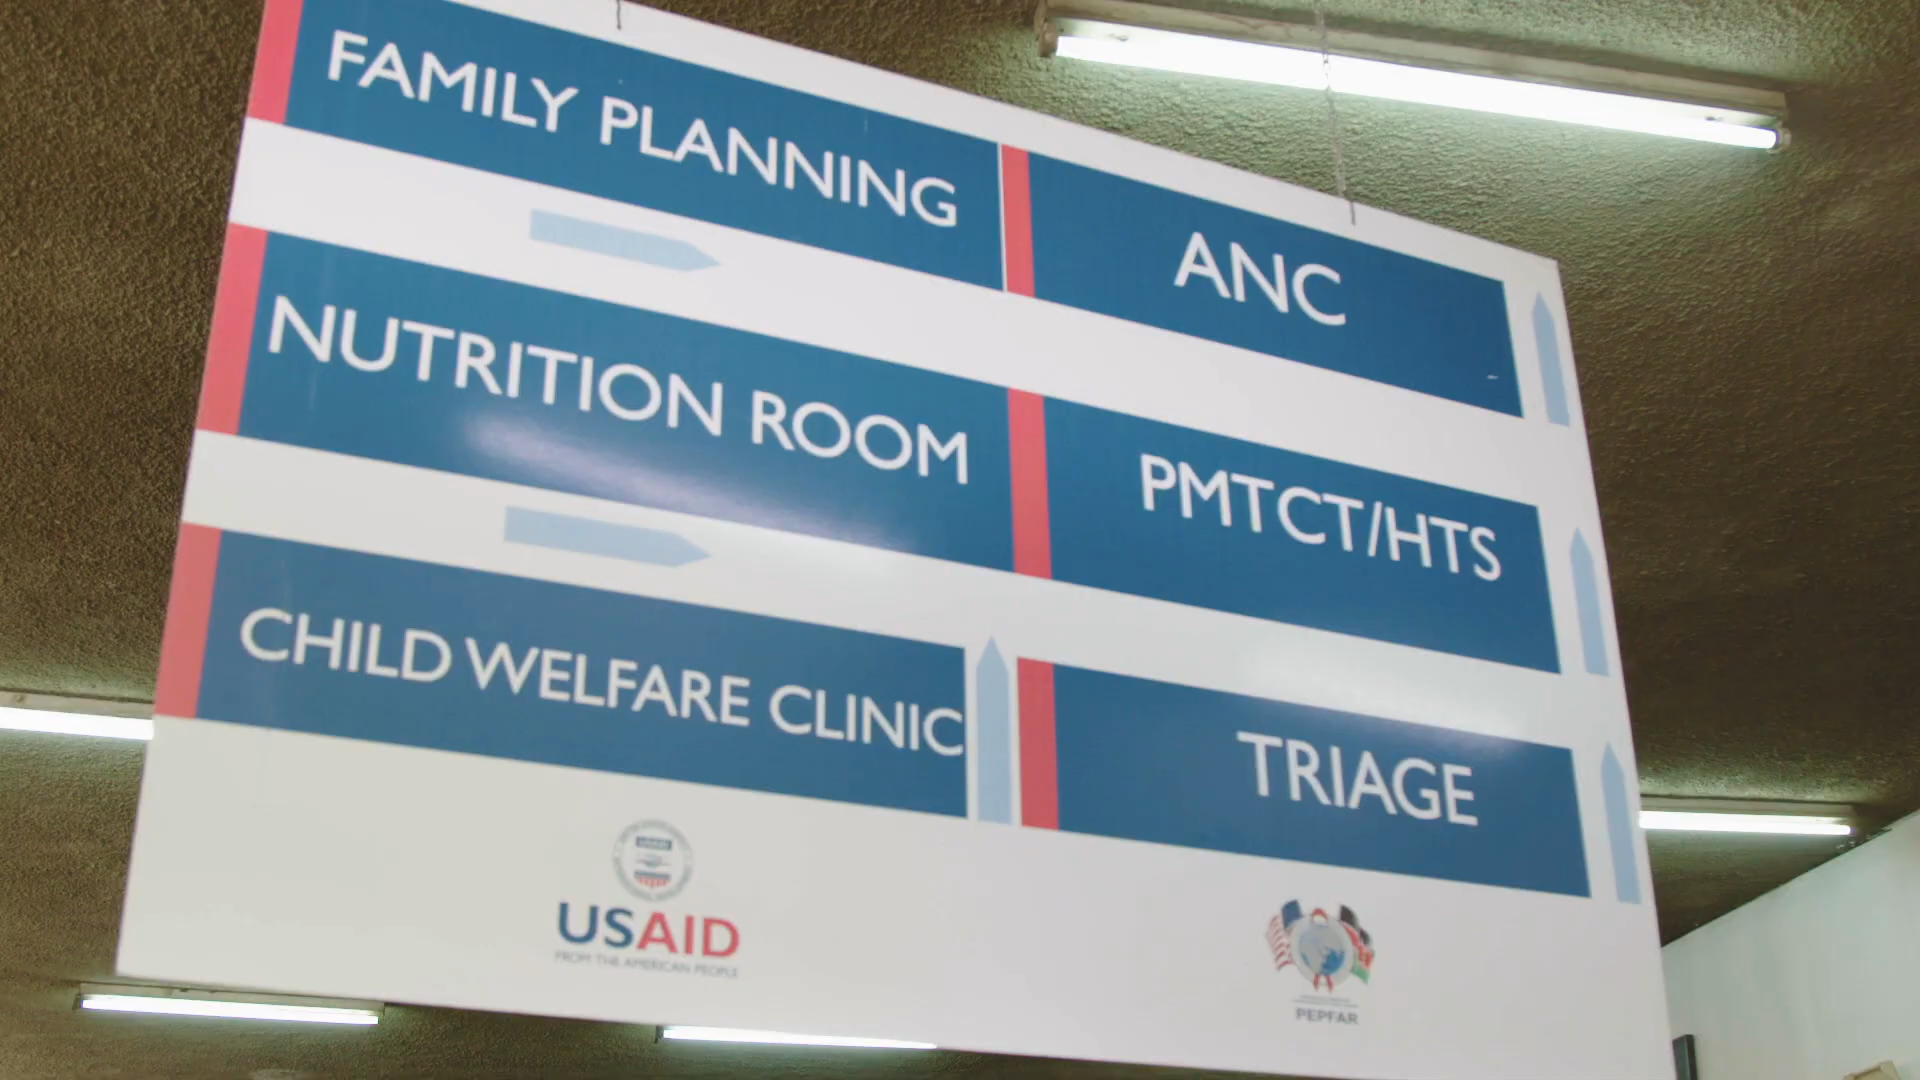 FAMILY PLANNING
ANC
NUTRITION ROOM
PMTCT/HTS
CHILD WELFARE CLINIC
TRIAGE
USAID
FROM THE AMERICAN PEOPLE
PEPFAR